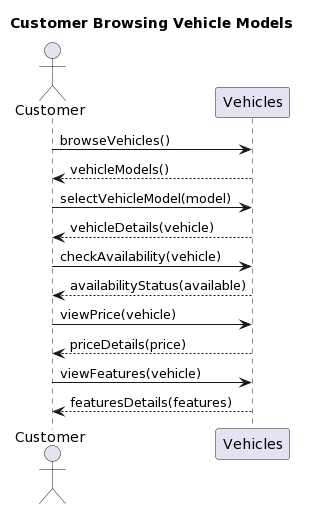 Customer Browsing Vehicle Models
Customer
Vehicles
browseVehicles()
vehicleModels()
selectVehicleModel(model)
vehicleDetails(vehicle)
checkAvailability(vehicle)
availabilityStatus(available)
viewPrice(vehicle)
priceDetails(price)
viewFeatures(vehicle)
featuresDetails(features)
Customer
Vehicles